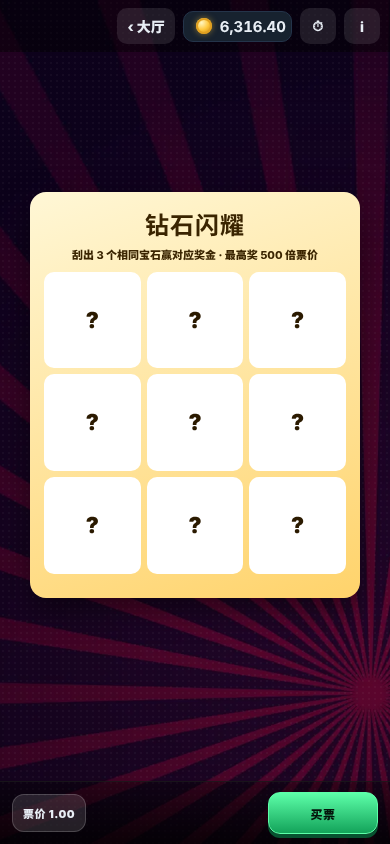 ‹ 大厅
6,316.40
⏱
i
钻石闪耀
刮出 3 个相同宝石赢对应奖金 · 最高奖 500 倍票价
? ? ?
? ? ?
? ? ?
票价 1.00
买票